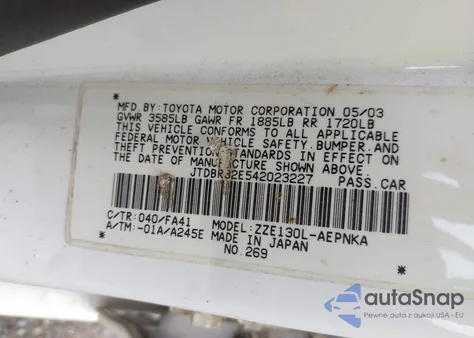 MFD.BY:TOYOTA MOTOR CORPORATION 05/03
GVWR 3585LB GAWR FR 1885LB RR 1720LB
THIS VEHICLE CONFORMS TO ALL APPLICABLE
FEDERAL MOTOR VEHICLE SAFETY,BUMPER,AND
THEFT PREVENTION STANDARDS IN EFFECT ON
THE DATE OF MANUFACTURE SHOWN ABOVE.
JTDBR32E542023227 PASS.CAR
C/TR:040/FA41 MODEL:ZZE130L-AEPNKA
A/TM:-01A/A245E MADE IN JAPAN
NO.269
autoSnap
Pewne auta z aukcji USA i EU